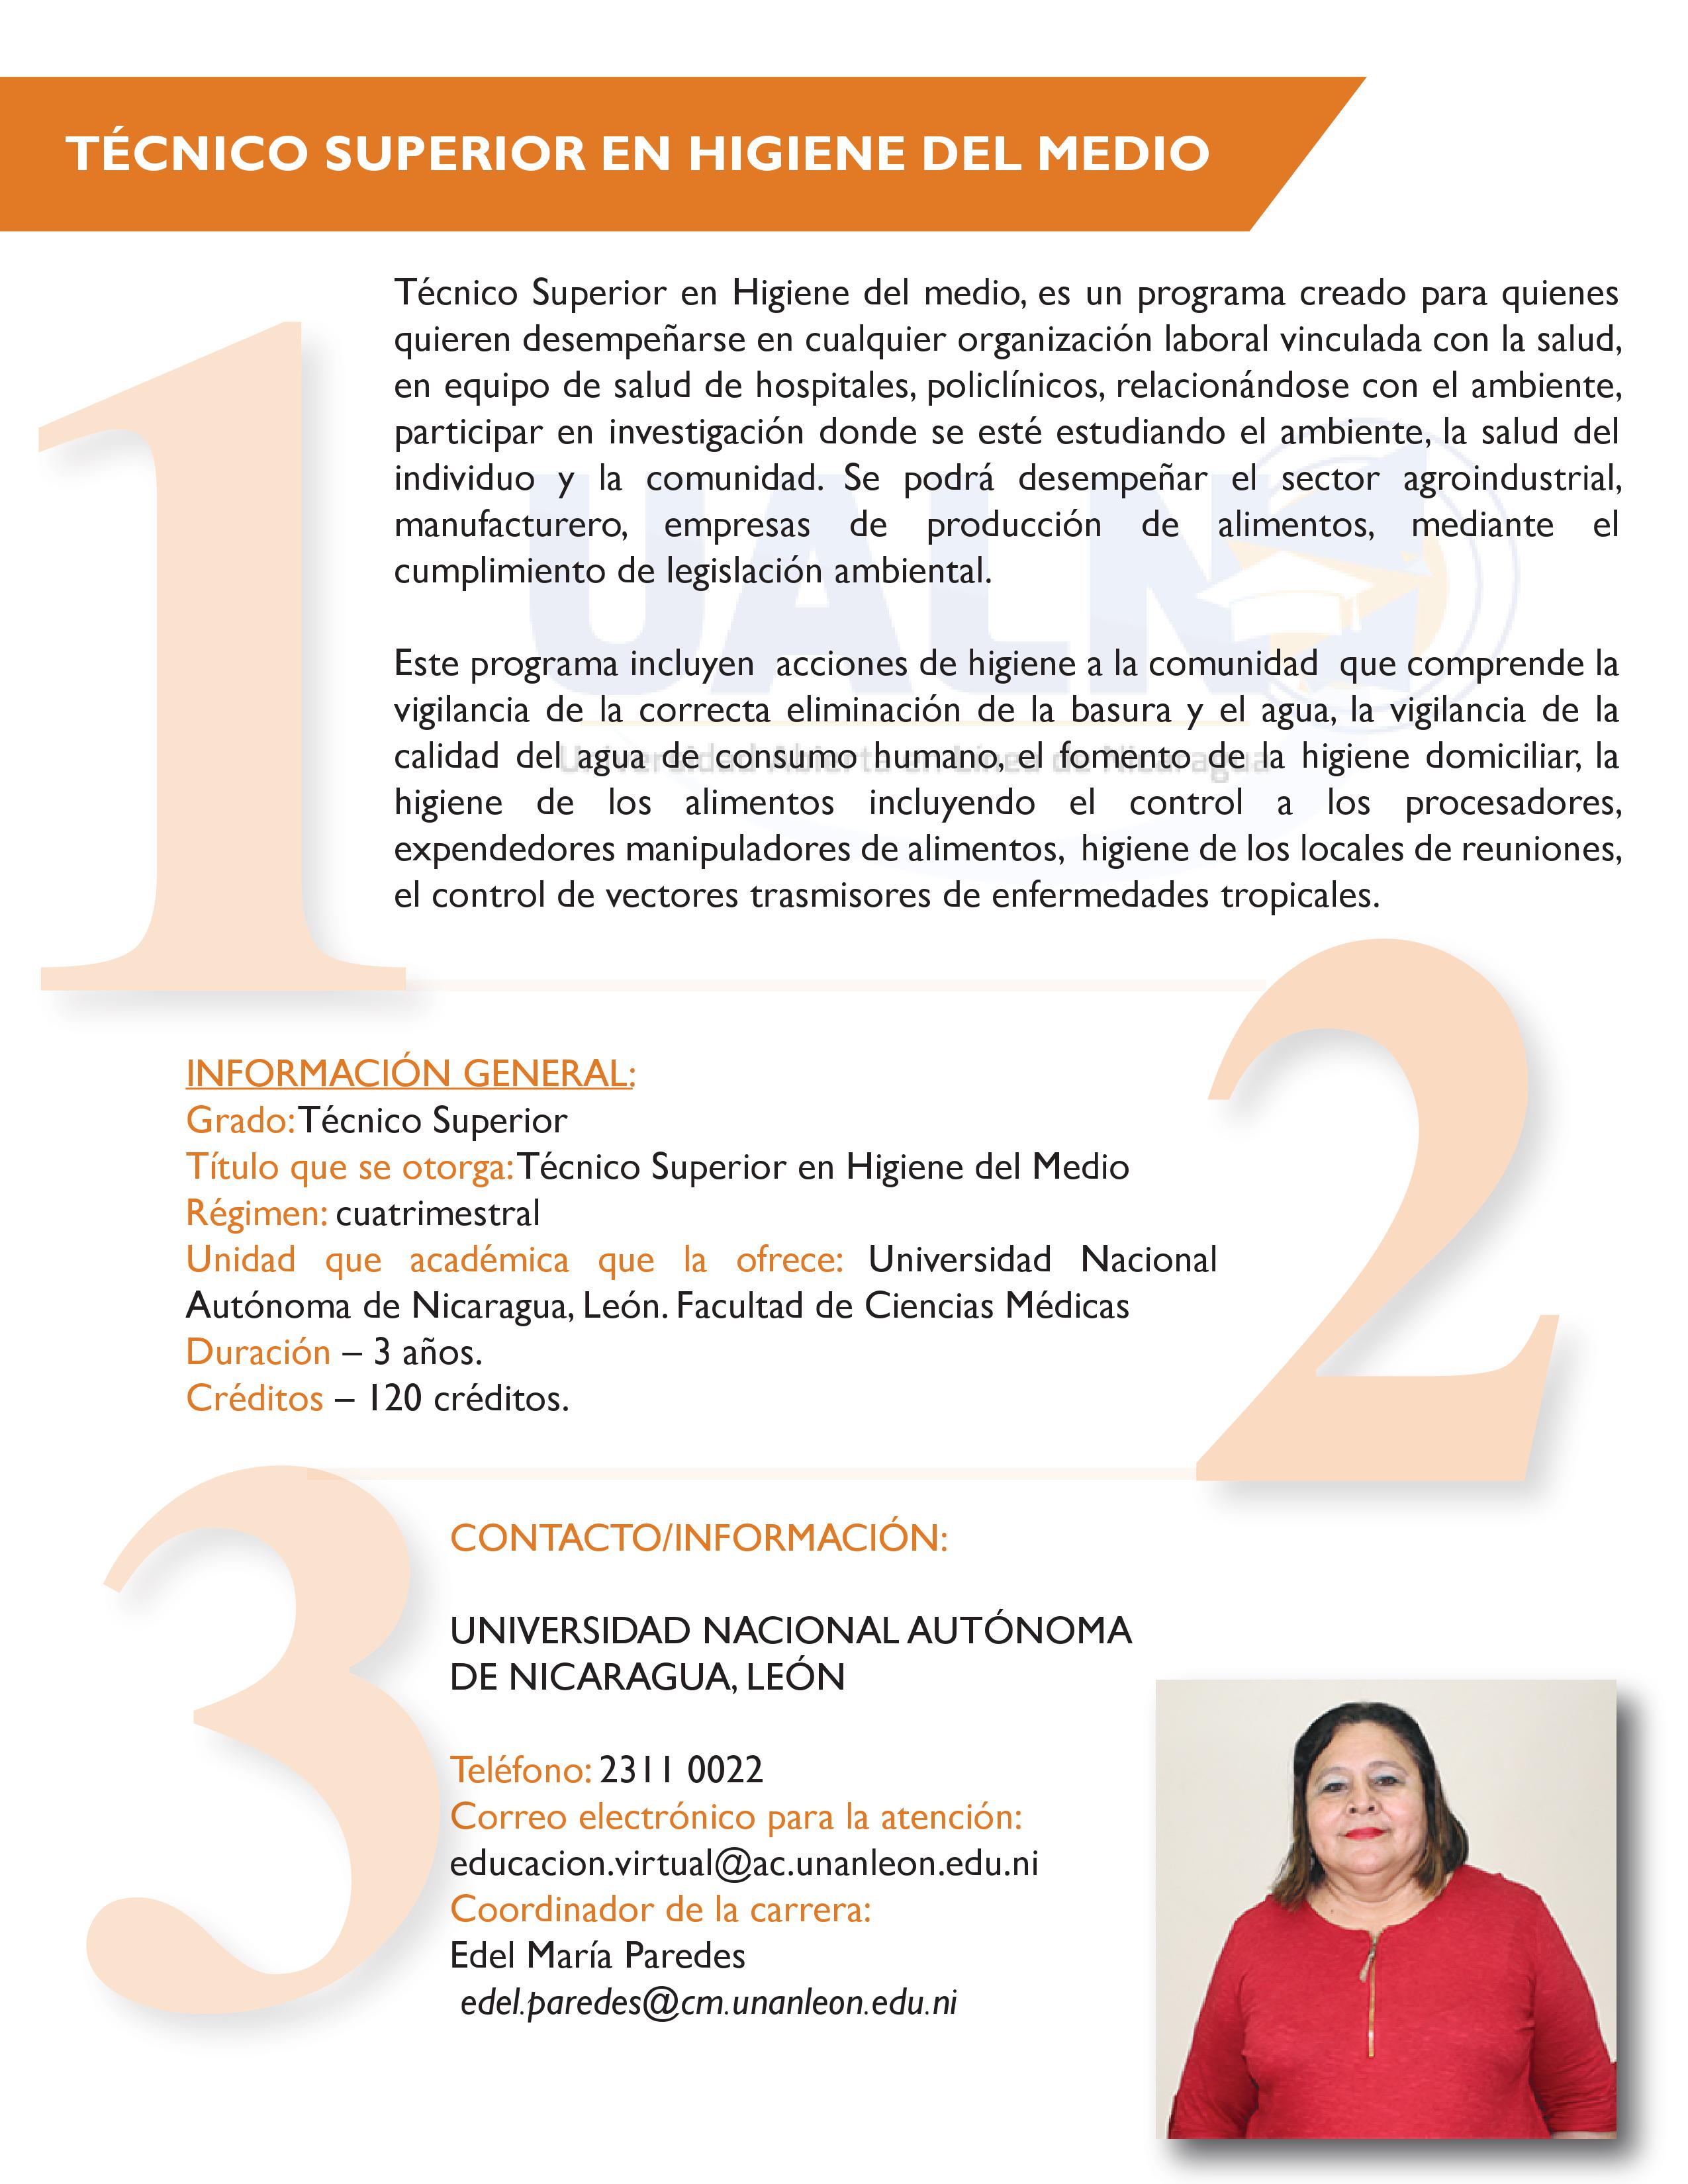 TÉCNICO SUPERIOR EN HIGIENE DEL MEDIO
1
Técnico Superior en Higiene del medio, es un programa creado para quienes
quieren desempeñarse en cualquier organización laboral vinculada con la salud,
en equipo de salud de hospitales, policlínicos, relacionándose con el ambiente,
participar en investigación donde se esté estudiando el ambiente, la salud del
individuo y la comunidad. Se podrá desempeñar el sector agroindustrial,
manufacturero, empresas de producción de alimentos, mediante el
cumplimiento de legislación ambiental.
UALN
Este programa incluyen acciones de higiene a la comunidad que comprende la
vigilancia de la correcta eliminación de la basura y el agua, la vigilancia de la
calidad del agua de consumo humano, el fomento de la higiene domiciliar, la
Universidad Abierta en Línea de Nicaragua
higiene de los alimentos incluyendo el control a los procesadores,
expendedores manipuladores de alimentos, higiene de los locales de reuniones,
el control de vectores trasmisores de enfermedades tropicales.
2
INFORMACIÓN GENERAL:
Grado: Técnico Superior
Título que se otorga: Técnico Superior en Higiene del Medio
Régimen: cuatrimestral
Unidad que académica que la ofrece: Universidad Nacional
Autónoma de Nicaragua, León. Facultad de Ciencias Médicas
Duración – 3 años.
Créditos – 120 créditos.
3
CONTACTO/INFORMACIÓN:
UNIVERSIDAD NACIONAL AUTÓNOMA
DE NICARAGUA, LEÓN
Teléfono: 2311 0022
Correo electrónico para la atención:
educacion.virtual@ac.unanleon.edu.ni
Coordinador de la carrera:
Edel María Paredes
edel.paredes@cm.unanleon.edu.ni